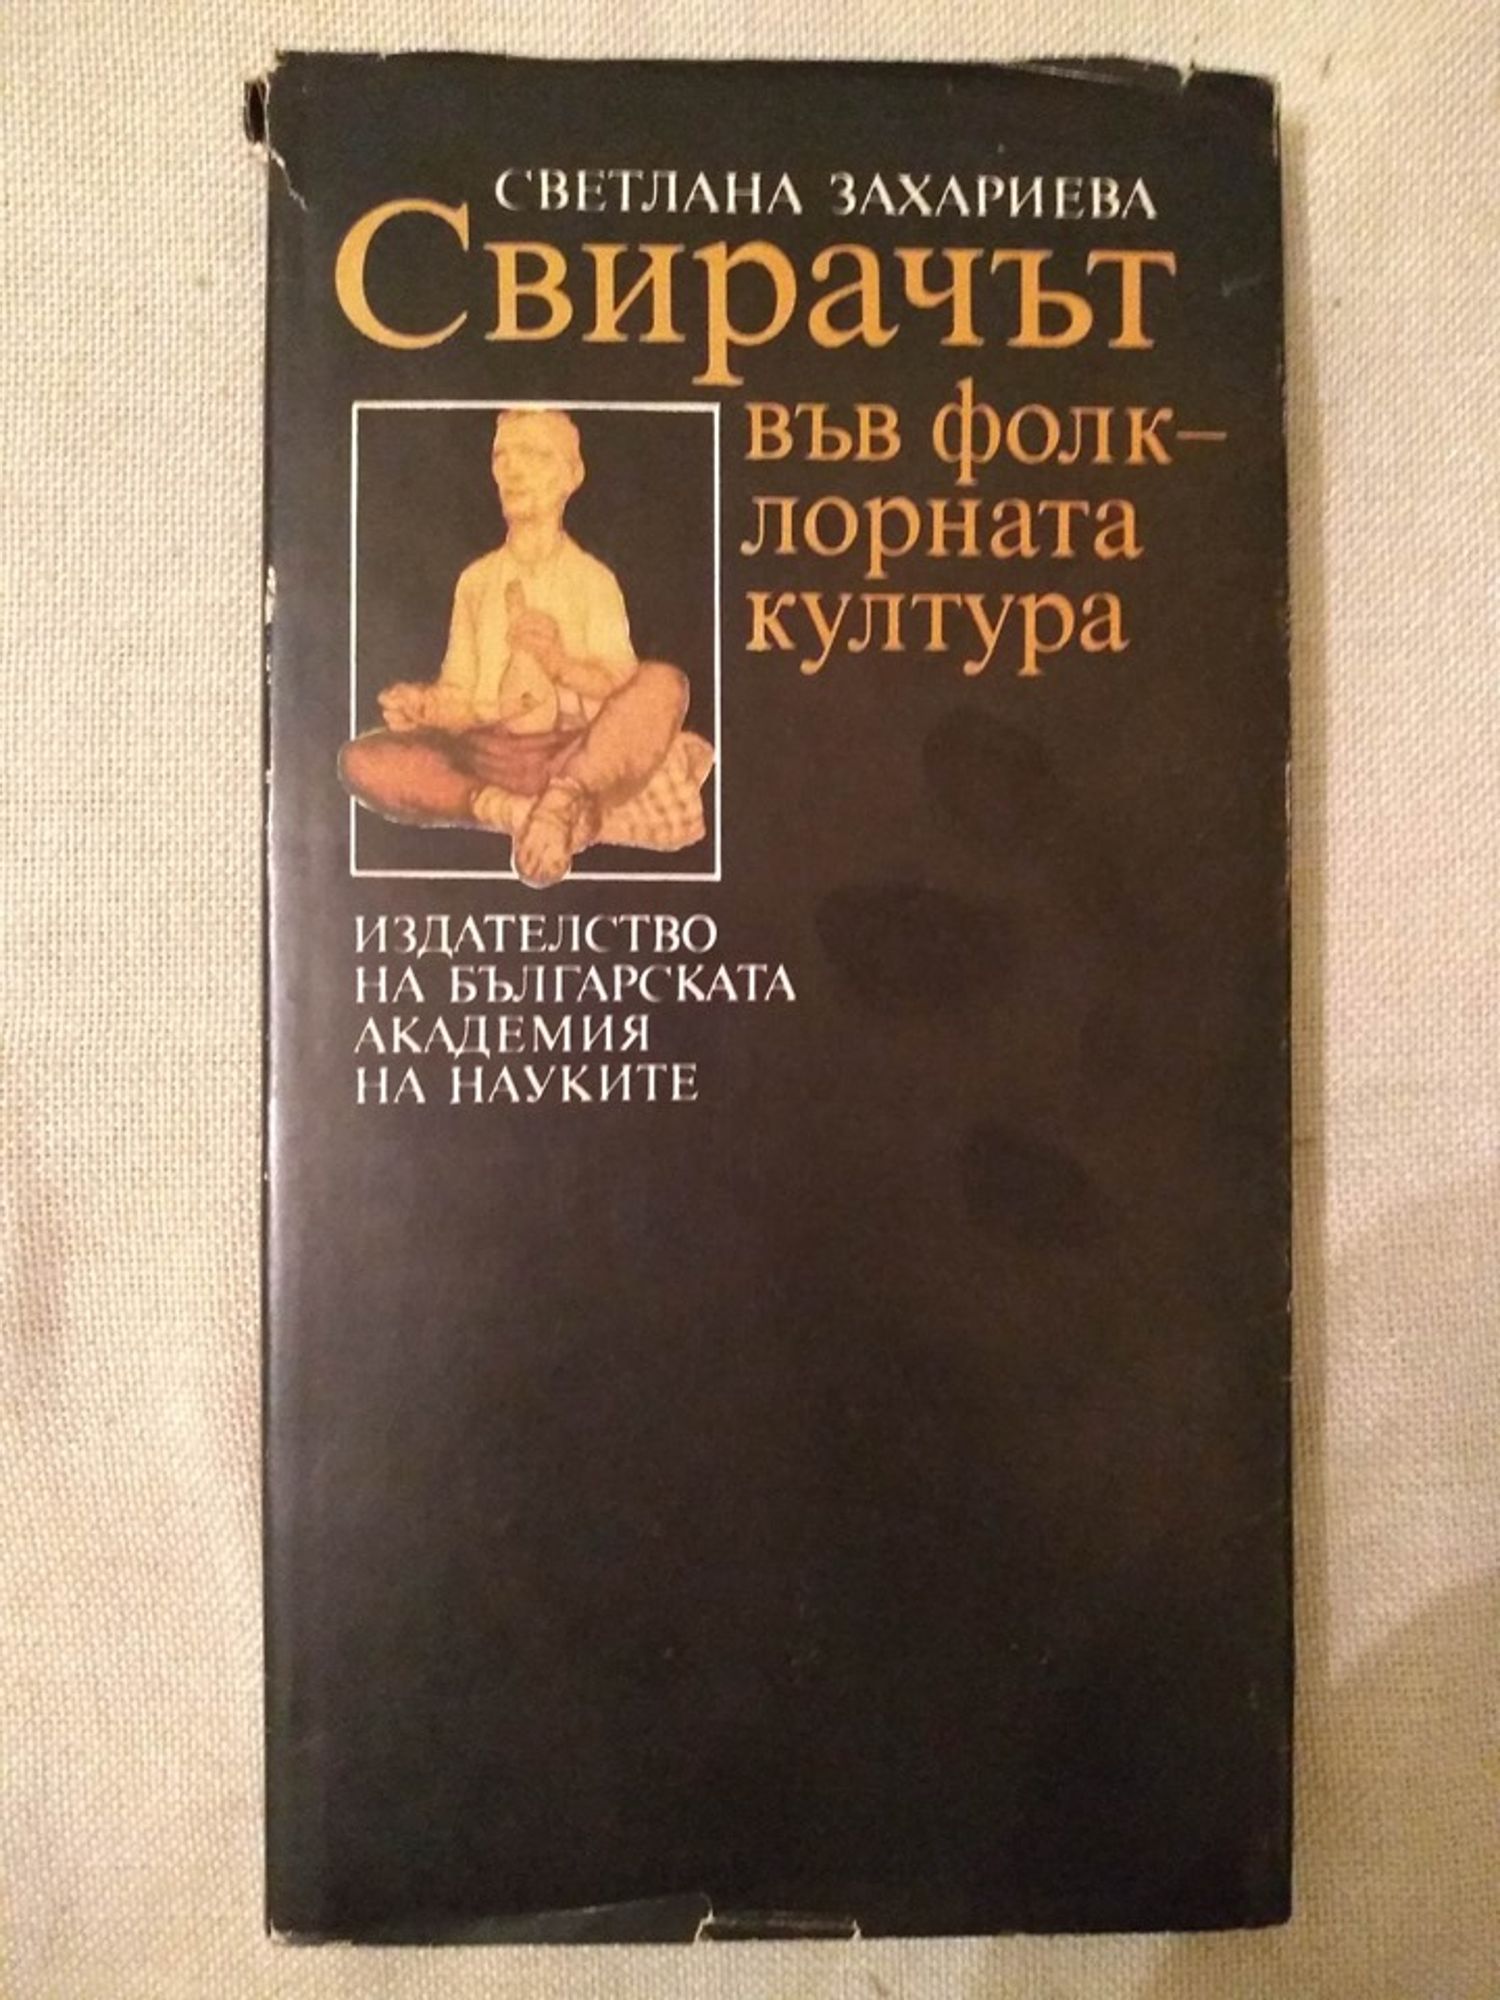 СВЕТЛАНА ЗАХАРИЕВА
Свирачът
във фолк–
лорната
култура
ИЗДАТЕЛСТВО
НА БЪЛГАРСКАТА
АКАДЕМИЯ
НА НАУКИТЕ